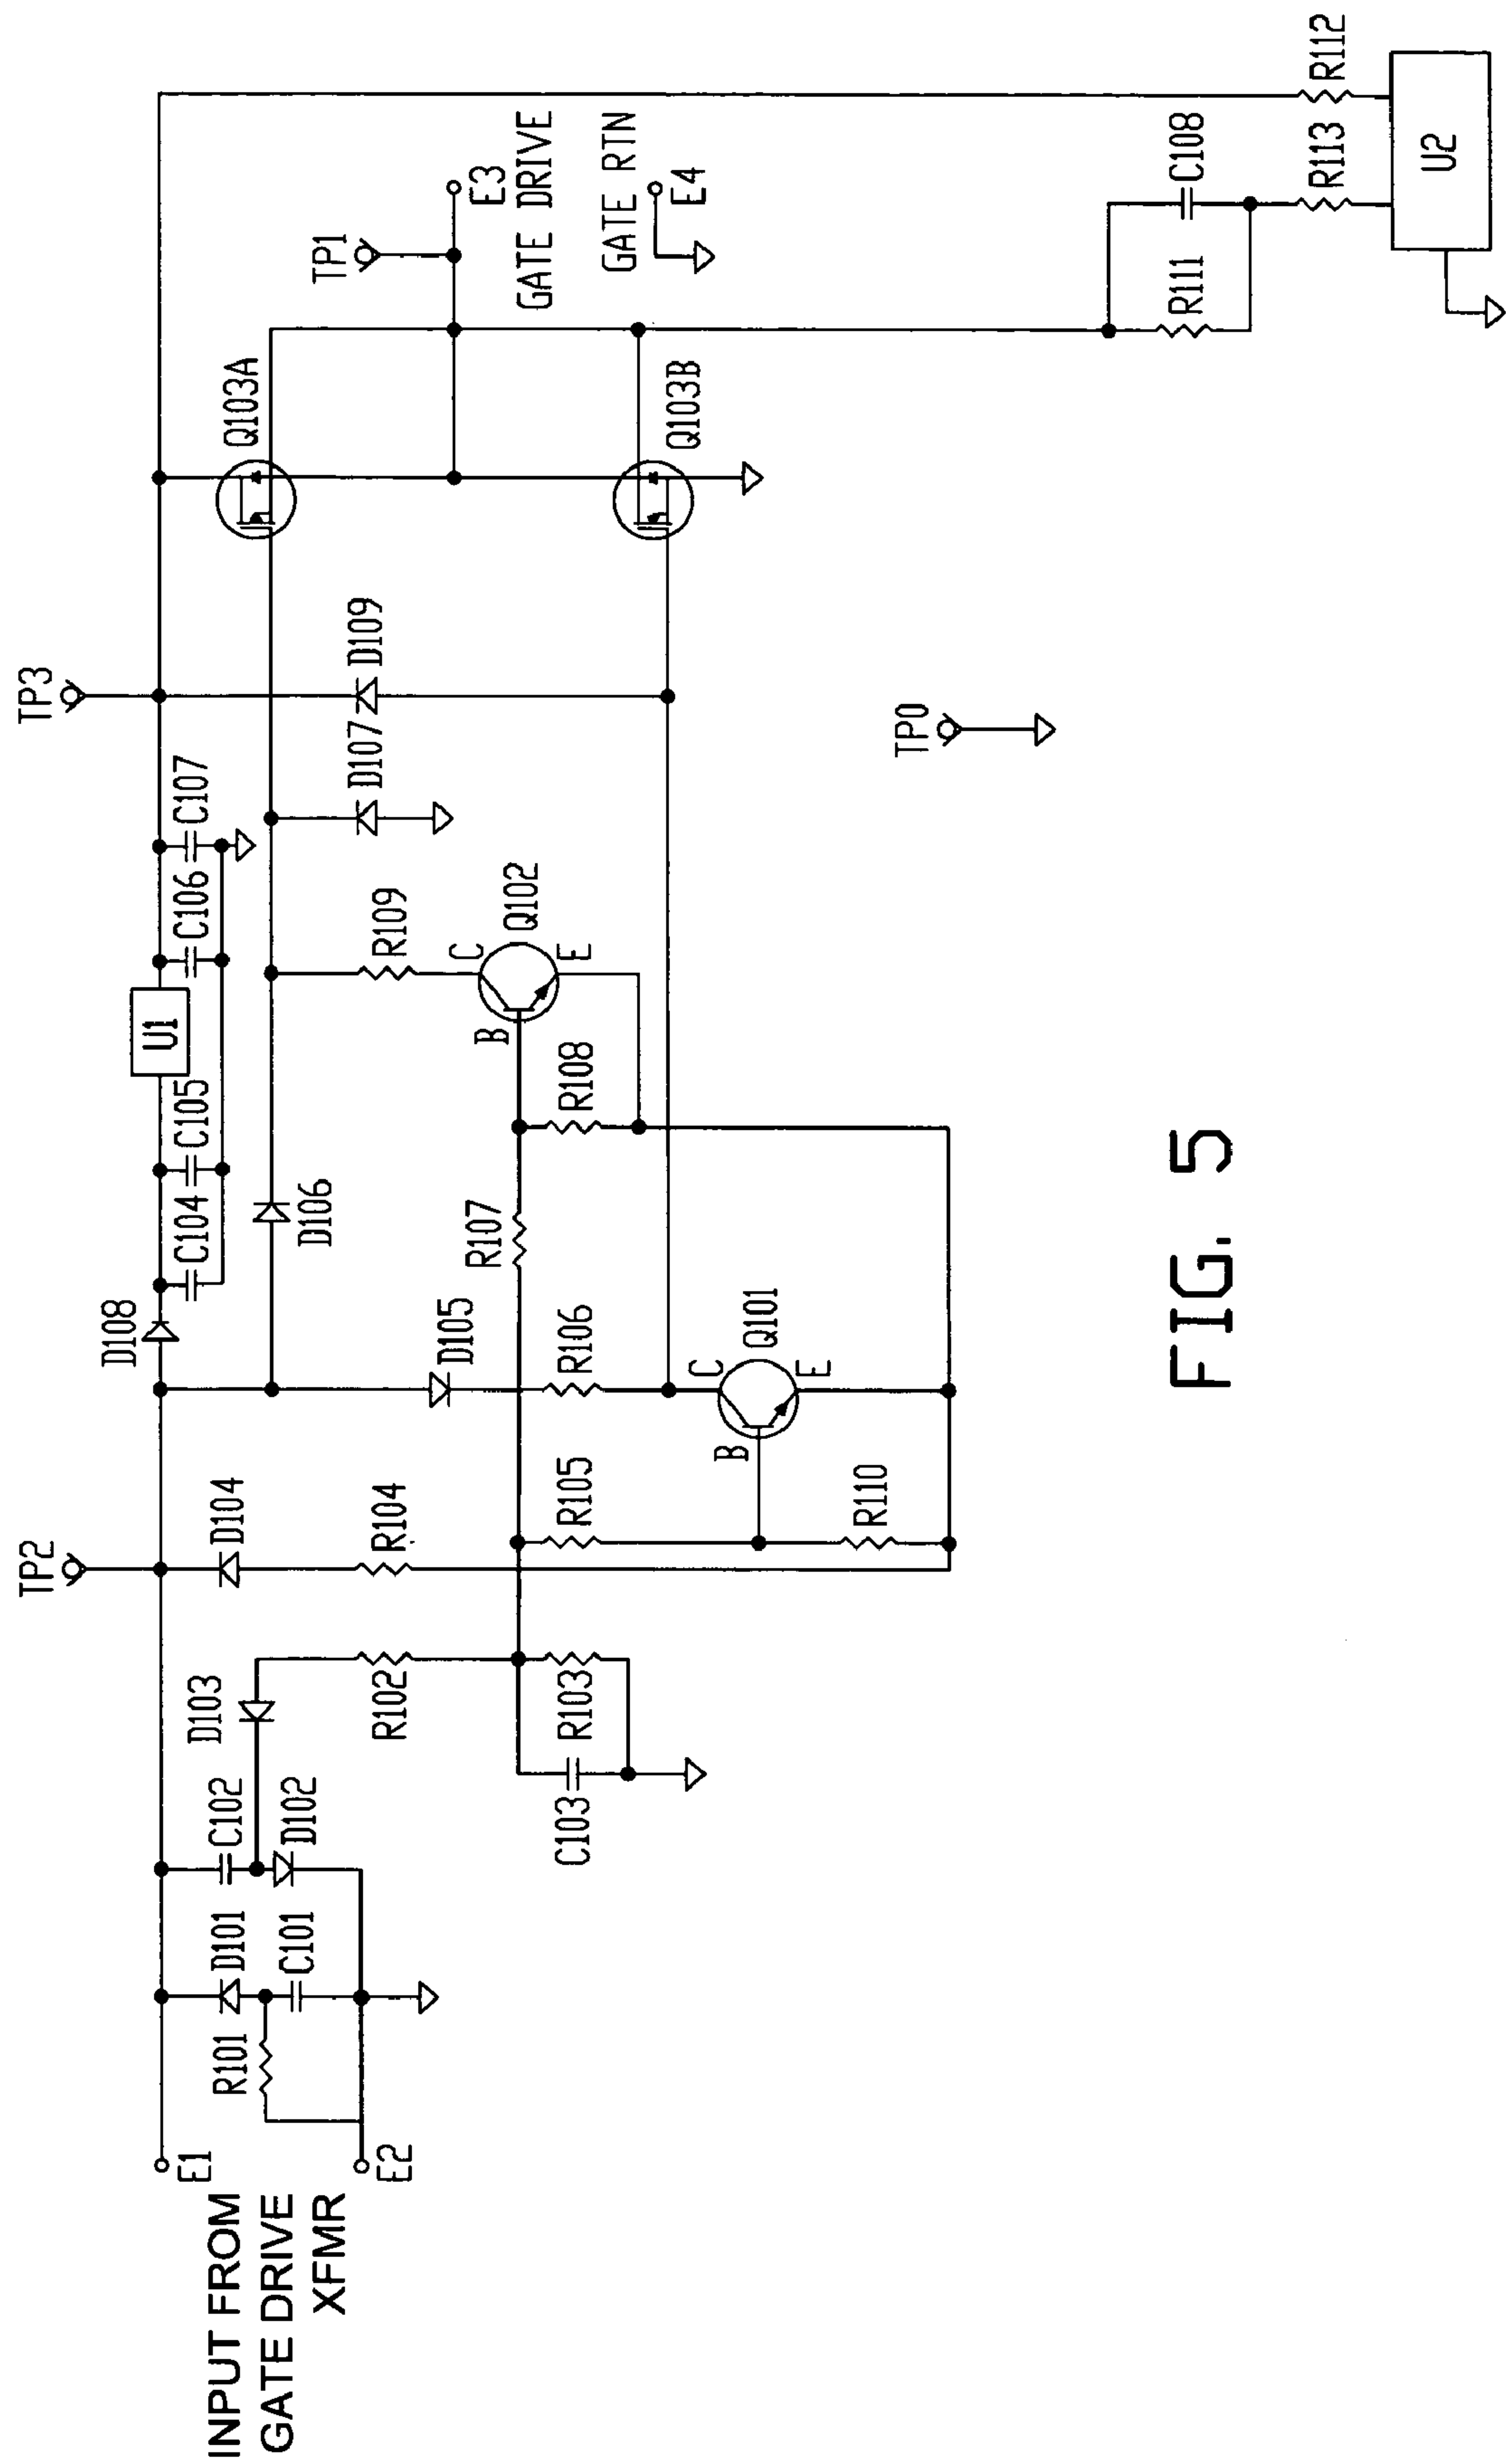 INPUT FROM
GATE DRIVE
XFMR
E1
E2
R101
D101
C101
C102
D102
D103
C103
R102
R103
TP2
D104
R104
R105
R110
D108
D105
R106
Q101
B
C
E
C104
C105
D106
R107
U1
R108
B
C
E
Q102
C106
C107
R109
D107
D109
TP3
TP0
Q103A
Q103B
TP1
E3
GATE DRIVE
GATE RTN
E4
R111
C108
R113
R112
U2
FIG. 5